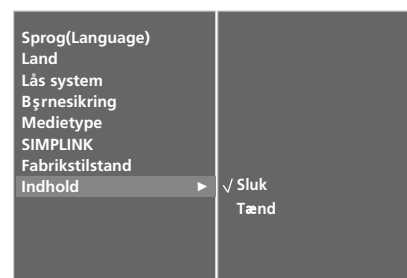 Sprog(Language)
Land
Lås system
Bşrnesikring
Medietype
SIMPLINK
Fabrikstilstand
Indhold ► √ Sluk
Tænd